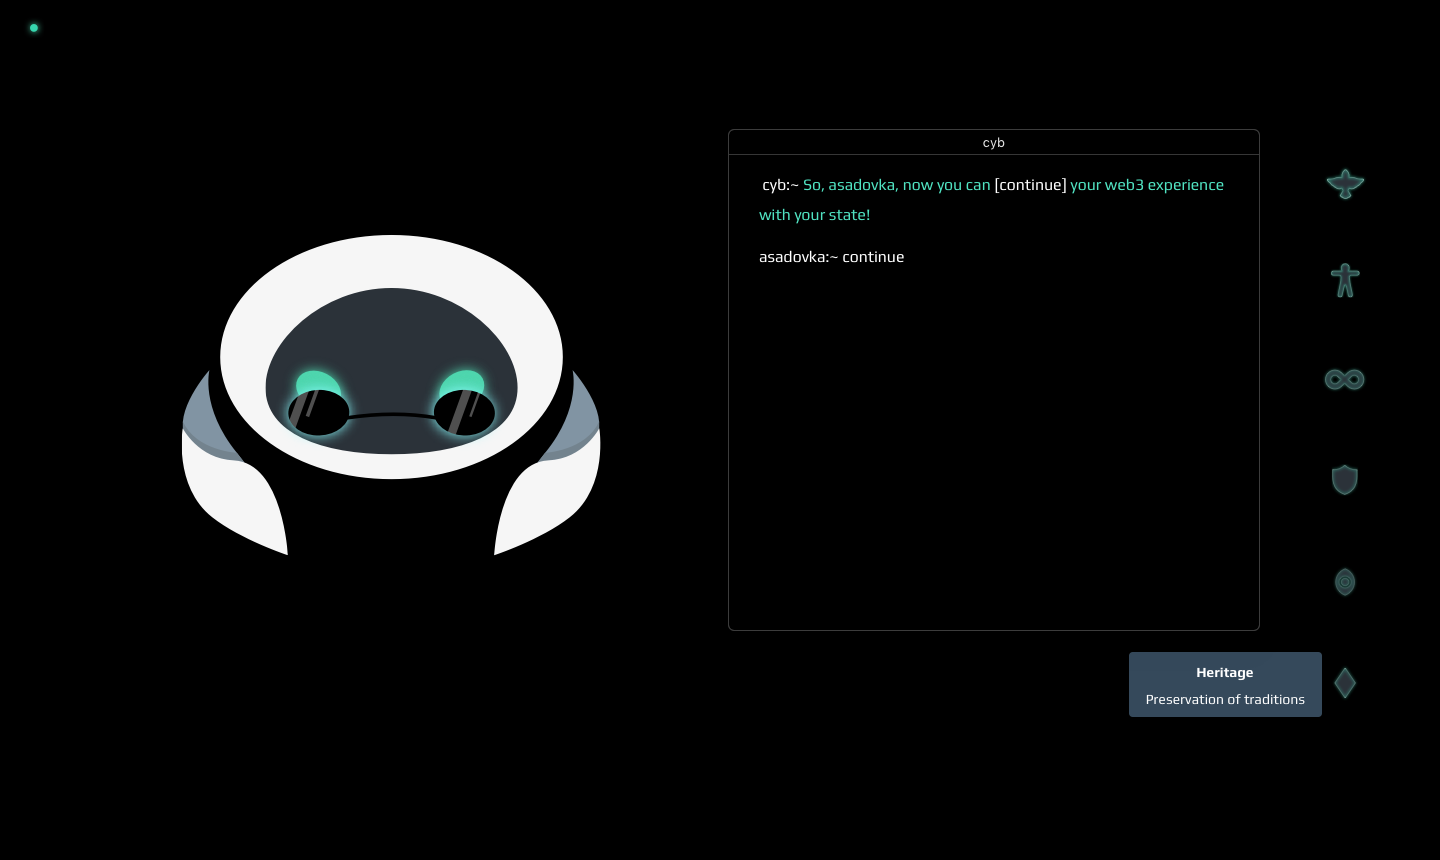 cyb
cyb:~ So, asadovka, now you can [continue] your web3 experience
with your state!
asadovka:~ continue
Heritage
Preservation of traditions